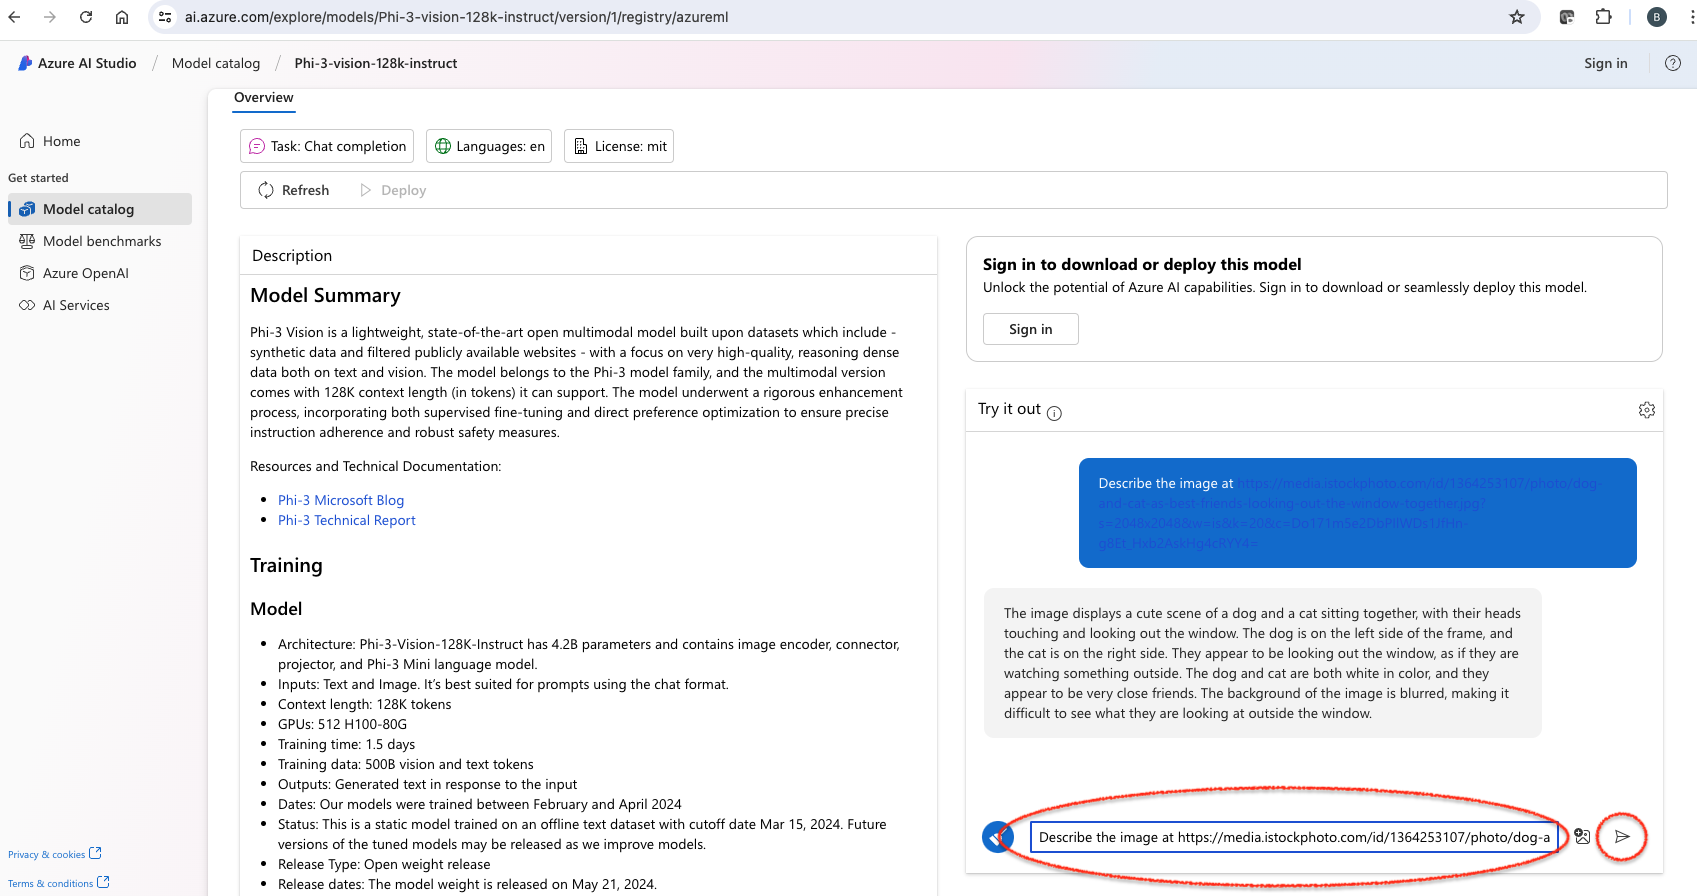 ai.azure.com/explore/models/Phi-3-vision-128k-instruct/version/1/registry/azureml
B
Azure AI Studio / Model catalog / Phi-3-vision-128k-instruct
Sign in
Home
Get started
Model catalog
Model benchmarks
Azure OpenAI
AI Services
Privacy & cookies
Terms & conditions
Overview
Task: Chat completion
Languages: en
License: mit
Refresh
Deploy
Description
Model Summary
Phi-3 Vision is a lightweight, state-of-the-art open multimodal model built upon datasets which include -
synthetic data and filtered publicly available websites - with a focus on very high-quality, reasoning dense
data both on text and vision. The model belongs to the Phi-3 model family, and the multimodal version
comes with 128K context length (in tokens) it can support. The model underwent a rigorous enhancement
process, incorporating both supervised fine-tuning and direct preference optimization to ensure precise
instruction adherence and robust safety measures.
Resources and Technical Documentation:
• Phi-3 Microsoft Blog
• Phi-3 Technical Report
Training
Model
• Architecture: Phi-3-Vision-128K-Instruct has 4.2B parameters and contains image encoder, connector,
projector, and Phi-3 Mini language model.
• Inputs: Text and Image. It’s best suited for prompts using the chat format.
• Context length: 128K tokens
• GPUs: 512 H100-80G
• Training time: 1.5 days
• Training data: 500B vision and text tokens
• Outputs: Generated text in response to the input
• Dates: Our models were trained between February and April 2024
• Status: This is a static model trained on an offline text dataset with cutoff date Mar 15, 2024. Future
versions of the tuned models may be released as we improve models.
• Release Type: Open weight release
• Release dates: The model weight is released on May 21, 2024.
Sign in to download or deploy this model
Unlock the potential of Azure AI capabilities. Sign in to download or seamlessly deploy this model.
Sign in
Try it out
Describe the image at https://media.istockphoto.com/id/1364253107/photo/dog-
and-cat-as-best-friends-looking-out-the-window-together.jpg?
The image displays a cute scene of a dog and a cat sitting together, with their heads
touching and looking out the window. The dog is on the left side of the frame, and
the cat is on the right side. They appear to be looking out the window, as if they are
watching something outside. The dog and cat are both white in color, and they
appear to be very close friends. The background of the image is blurred, making it
difficult to see what they are looking at outside the window.
Describe the image at https://media.istockphoto.com/id/1364253107/photo/dog-a